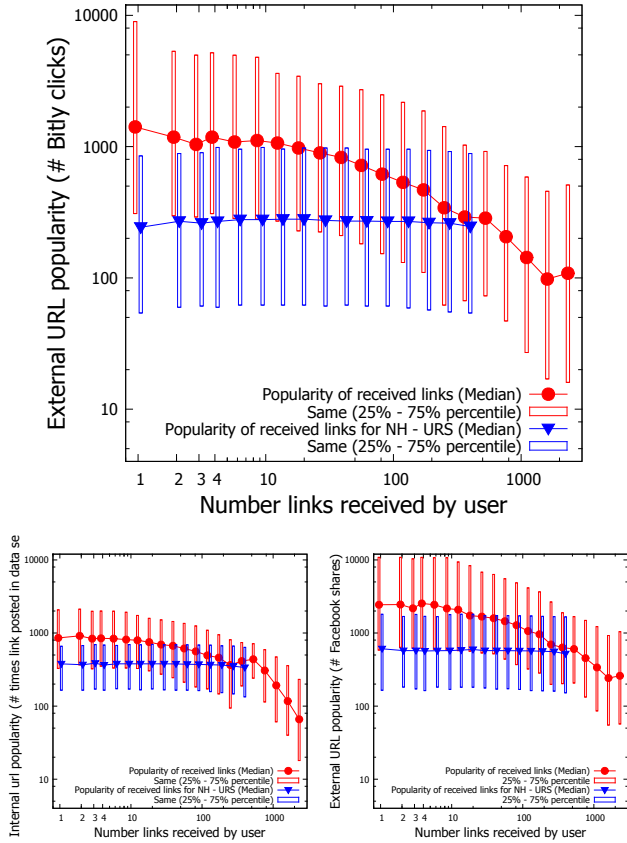 External URL popularity (# Bitly clicks)
10000
1000
100
10
Popularity of received links (Median)
Same (25% - 75% percentile)
Popularity of received links for NH - URS (Median)
Same (25% - 75% percentile)
1 2 3 4 10 100 1000
Number links received by user
Internal url popularity (# times link posted in data se
10000
1000
100
10
Popularity of received links (Median)
Same (25% - 75% percentile)
Popularity of received links for NH - URS (Median)
Same (25% - 75% percentile)
1 2 3 4 10 100 1000
Number links received by user
External URL popularity (# Facebook shares)
10000
1000
100
10
Popularity of received links (Median)
25% - 75% percentile)
Popularity of received links for NH - URS (Median)
25% - 75% percentile)
1 2 3 4 10 100 1000
Number links received by user